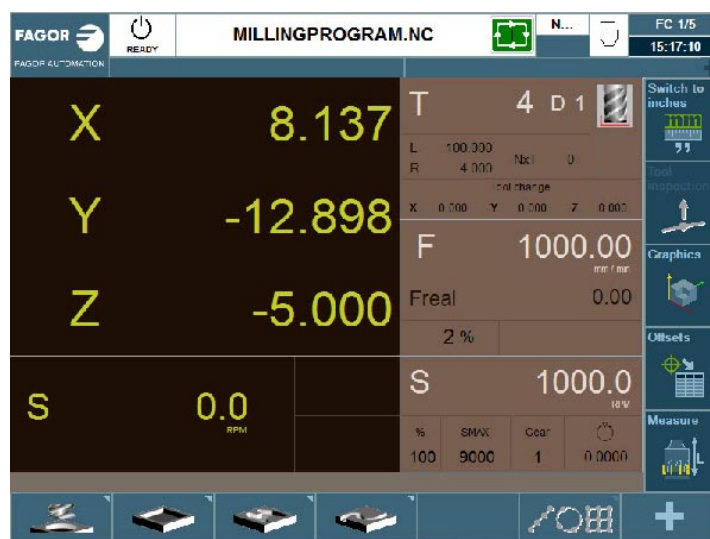 FAGOR
FAGOR AUTOMATION
READY
MILLINGPROGRAM.NC
N...
FC 1/5
15:17:10
X 8.137
Y -12.898
Z -5.000
S 0.0
RPM
T 4 D 1
L 100.000
R 4.000
NxT 0
Tool change
X 0.000 Y 0.000 Z 0.000
F 1000.00
mm/min
Freal 0.00
2 %
S 1000.0
RPM
% SMAX Gear
100 9000 1 0.0000
Switch to
inches
Tool
inspection
Graphics
Offsets
Measure
L